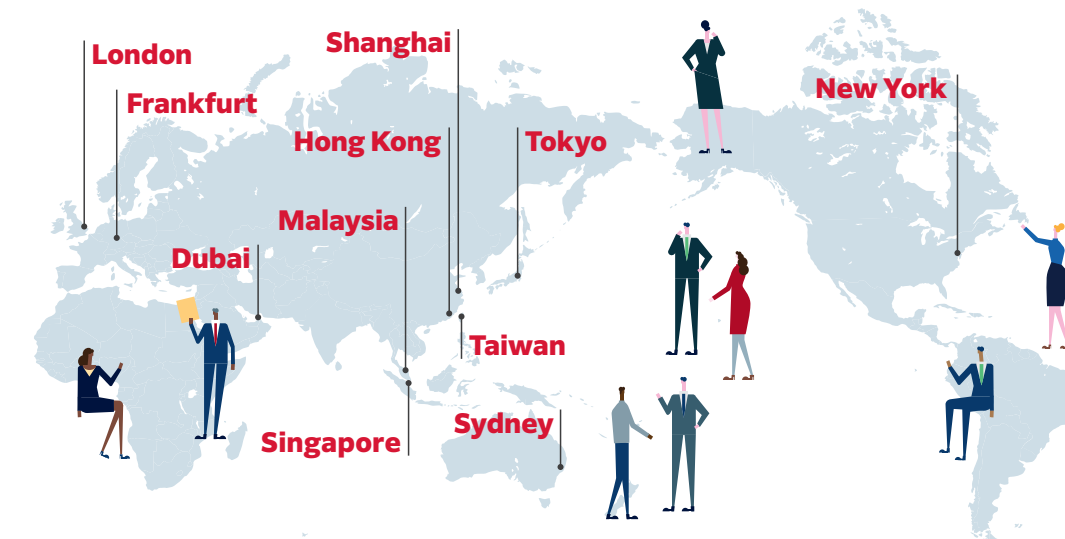 London
Frankfurt
Shanghai
Hong Kong
Tokyo
New York
Malaysia
Dubai
Taiwan
Singapore
Sydney